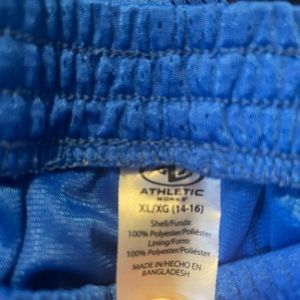 ATHLETIC
WORKS
XL/XG (14-16)
Shell/Funda:
100% Polyester/Poliéster
Lining/Forro:
100% Polyester/Poliéster
MADE IN/HECHO EN
BANGLADESH